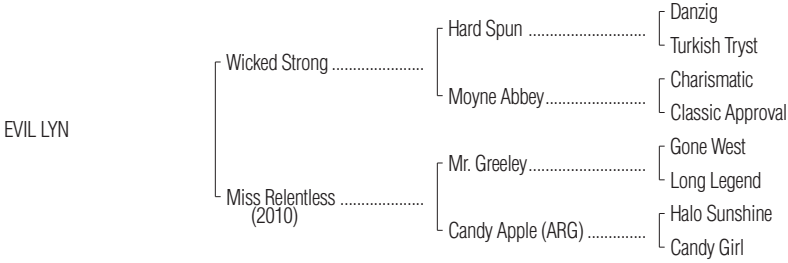 Danzig
Hard Spun ............................
Turkish Tryst
Wicked Strong ......................
Charismatic
Moyne Abbey........................
Classic Approval
EVIL LYN
Gone West
Mr. Greeley............................
Long Legend
Miss Relentless ....................
(2010)
Halo Sunshine
Candy Apple (ARG) ..............
Candy Girl